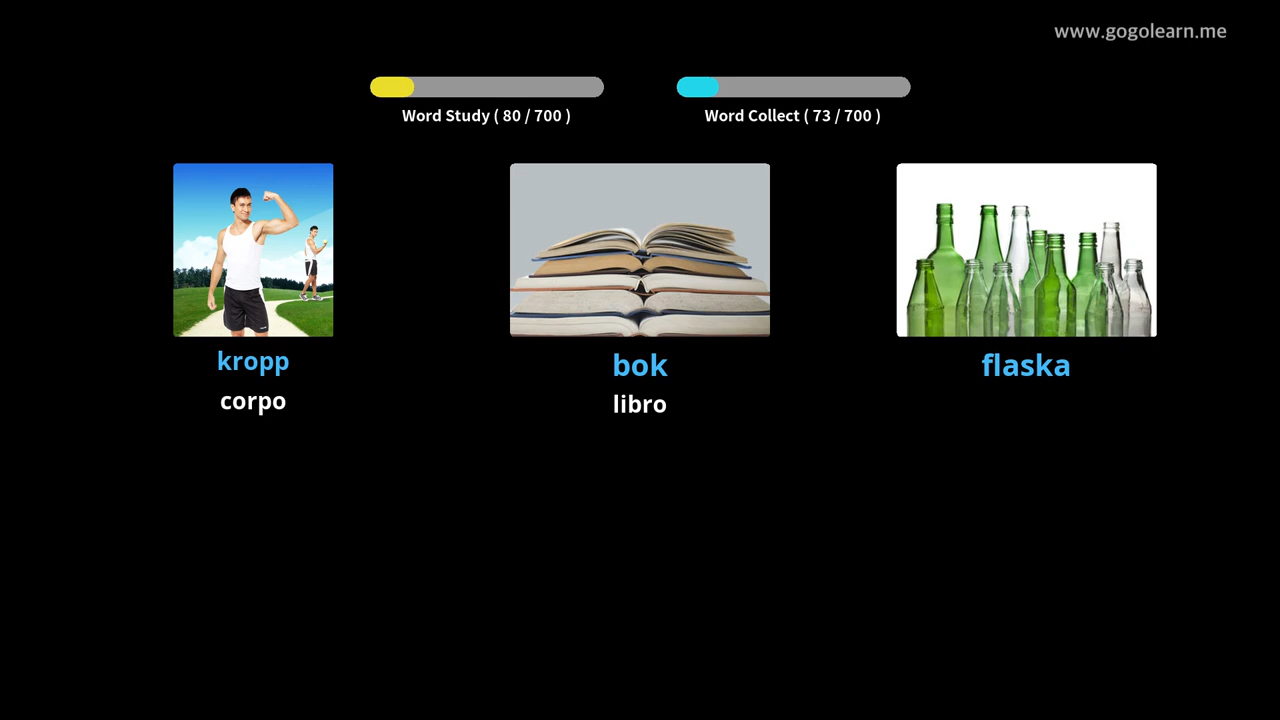 www.gogolearn.me
Word Study ( 80 / 700 )
Word Collect ( 73 / 700 )
kropp
corpo
bok
libro
flaska